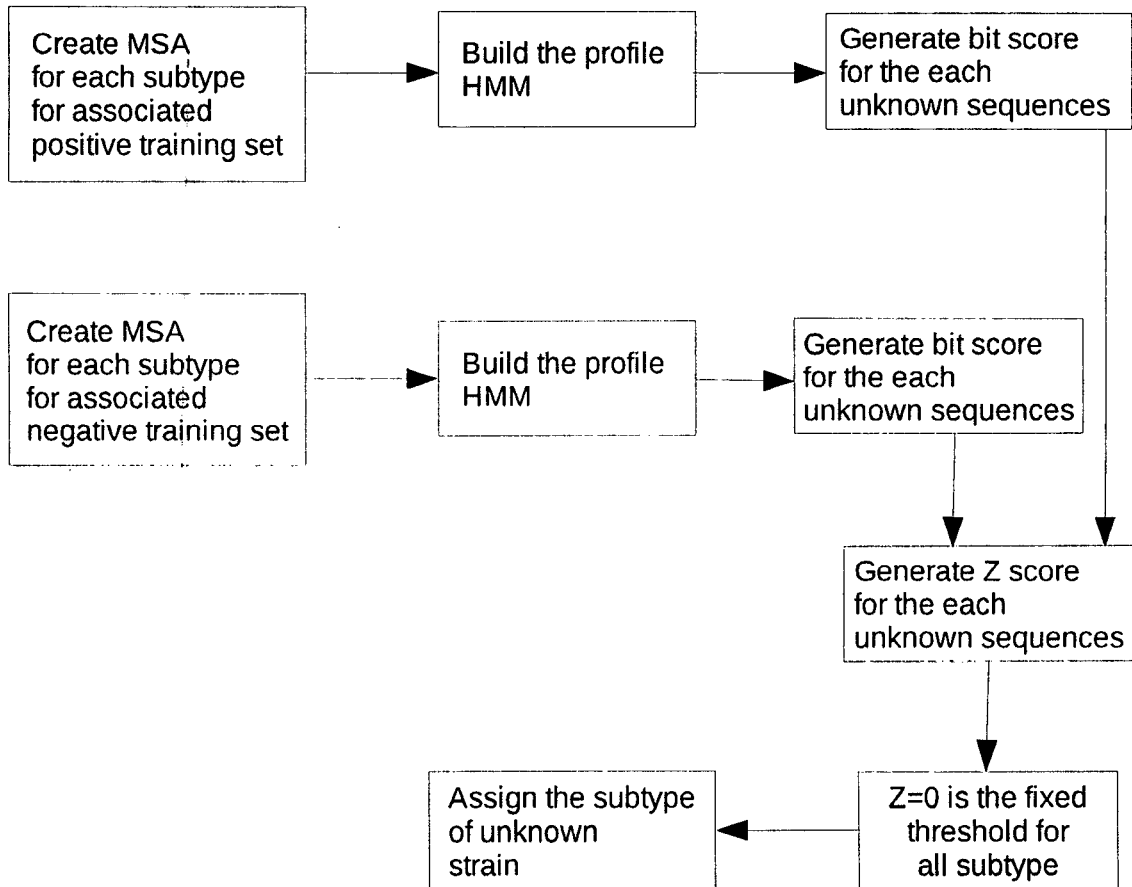 Create MSA
for each subtype
for associated
positive training set
Build the profile
HMM
Generate bit score
for the each
unknown sequences
Create MSA
for each subtype
for associated
negative training set
Build the profile
HMM
Generate bit score
for the each
unknown sequences
Generate Z score
for the each
unknown sequences
Assign the subtype
of unknown
strain
Z=0 is the fixed
threshold for
all subtype